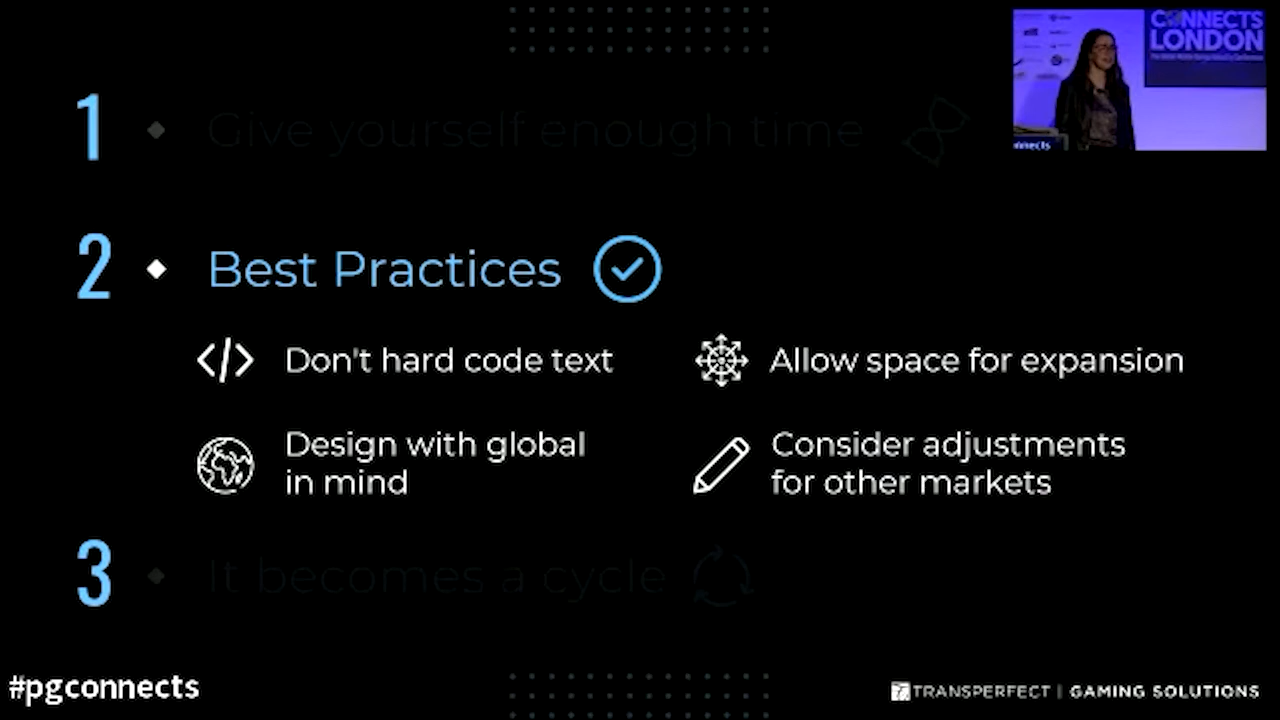 CONNECTS
LONDON
nnects
1
Give yourself enough time
2
Best Practices
Don't hard code text
Allow space for expansion
Design with global
in mind
Consider adjustments
for other markets
3
It becomes a cycle
#pgconnects
TRANSPERFECT | GAMING SOLUTIONS